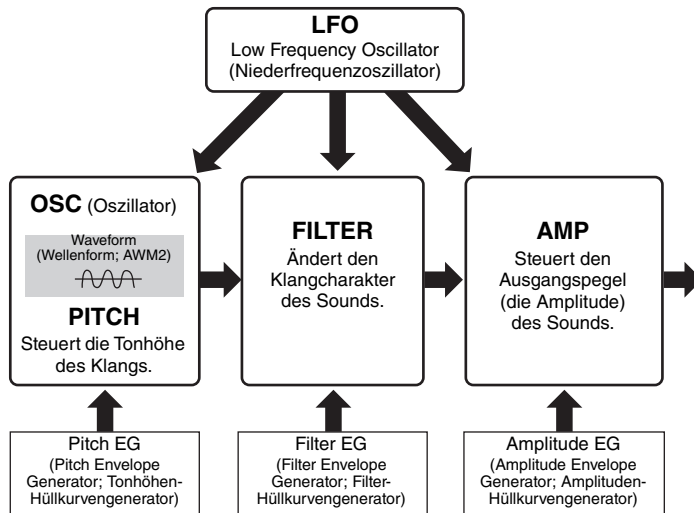 LFO
Low Frequency Oscillator
(Niederfrequenzoszillator)
OSC (Oszillator)
Waveform
(Wellenform; AWM2)
PITCH
Steuert die Tonhöhe
des Klangs.
FILTER
Ändert den
Klangcharakter
des Sounds.
AMP
Steuert den
Ausgangspegel
(die Amplitude)
des Sounds.
Pitch EG
(Pitch Envelope
Generator; Tonhöhen-
Hüllkurvengenerator)
Filter EG
(Filter Envelope
Generator; Filter-
Hüllkurvengenerator)
Amplitude EG
(Amplitude Envelope
Generator; Amplituden-
Hüllkurvengenerator)